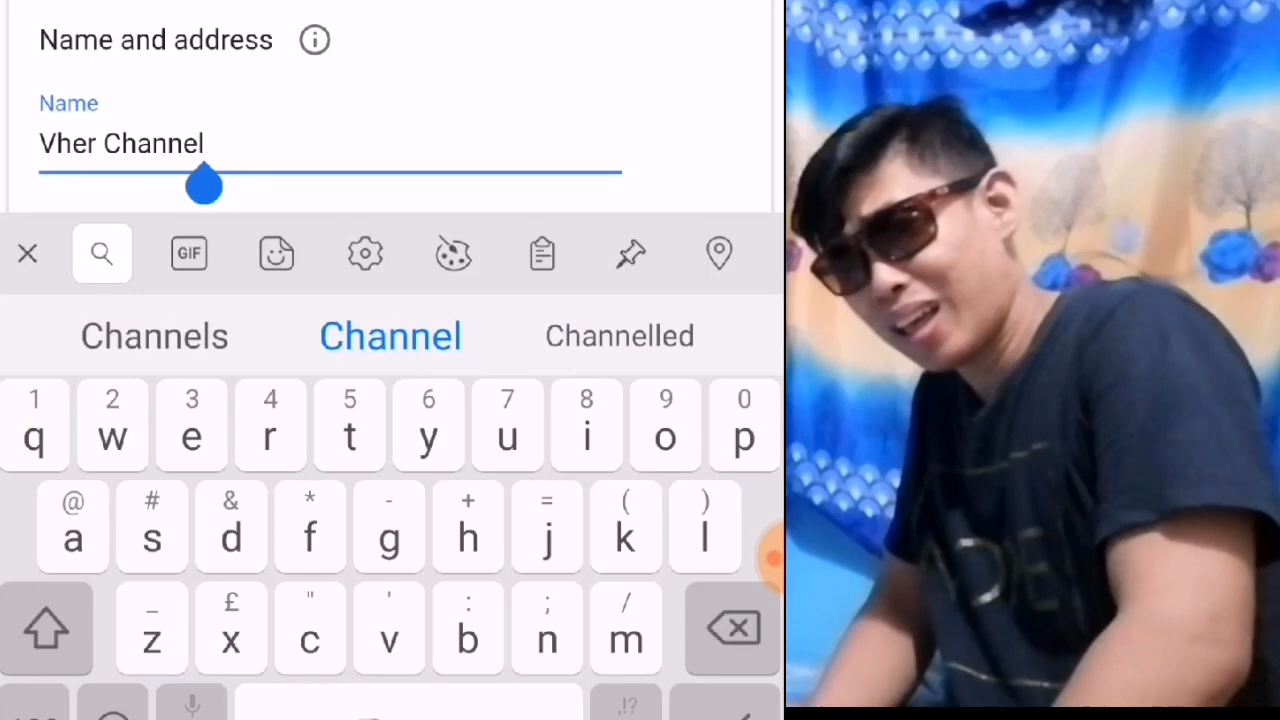 Name and address
Name
Vher Channel
GIF
Channels Channel Channelled
1 2 3 4 5 6 7 8 9 0
q w e r t y u i o p
@ # & * - + = ( )
a s d f g h j k l
_ £ " ' : ; /
z x c v b n m
,!?